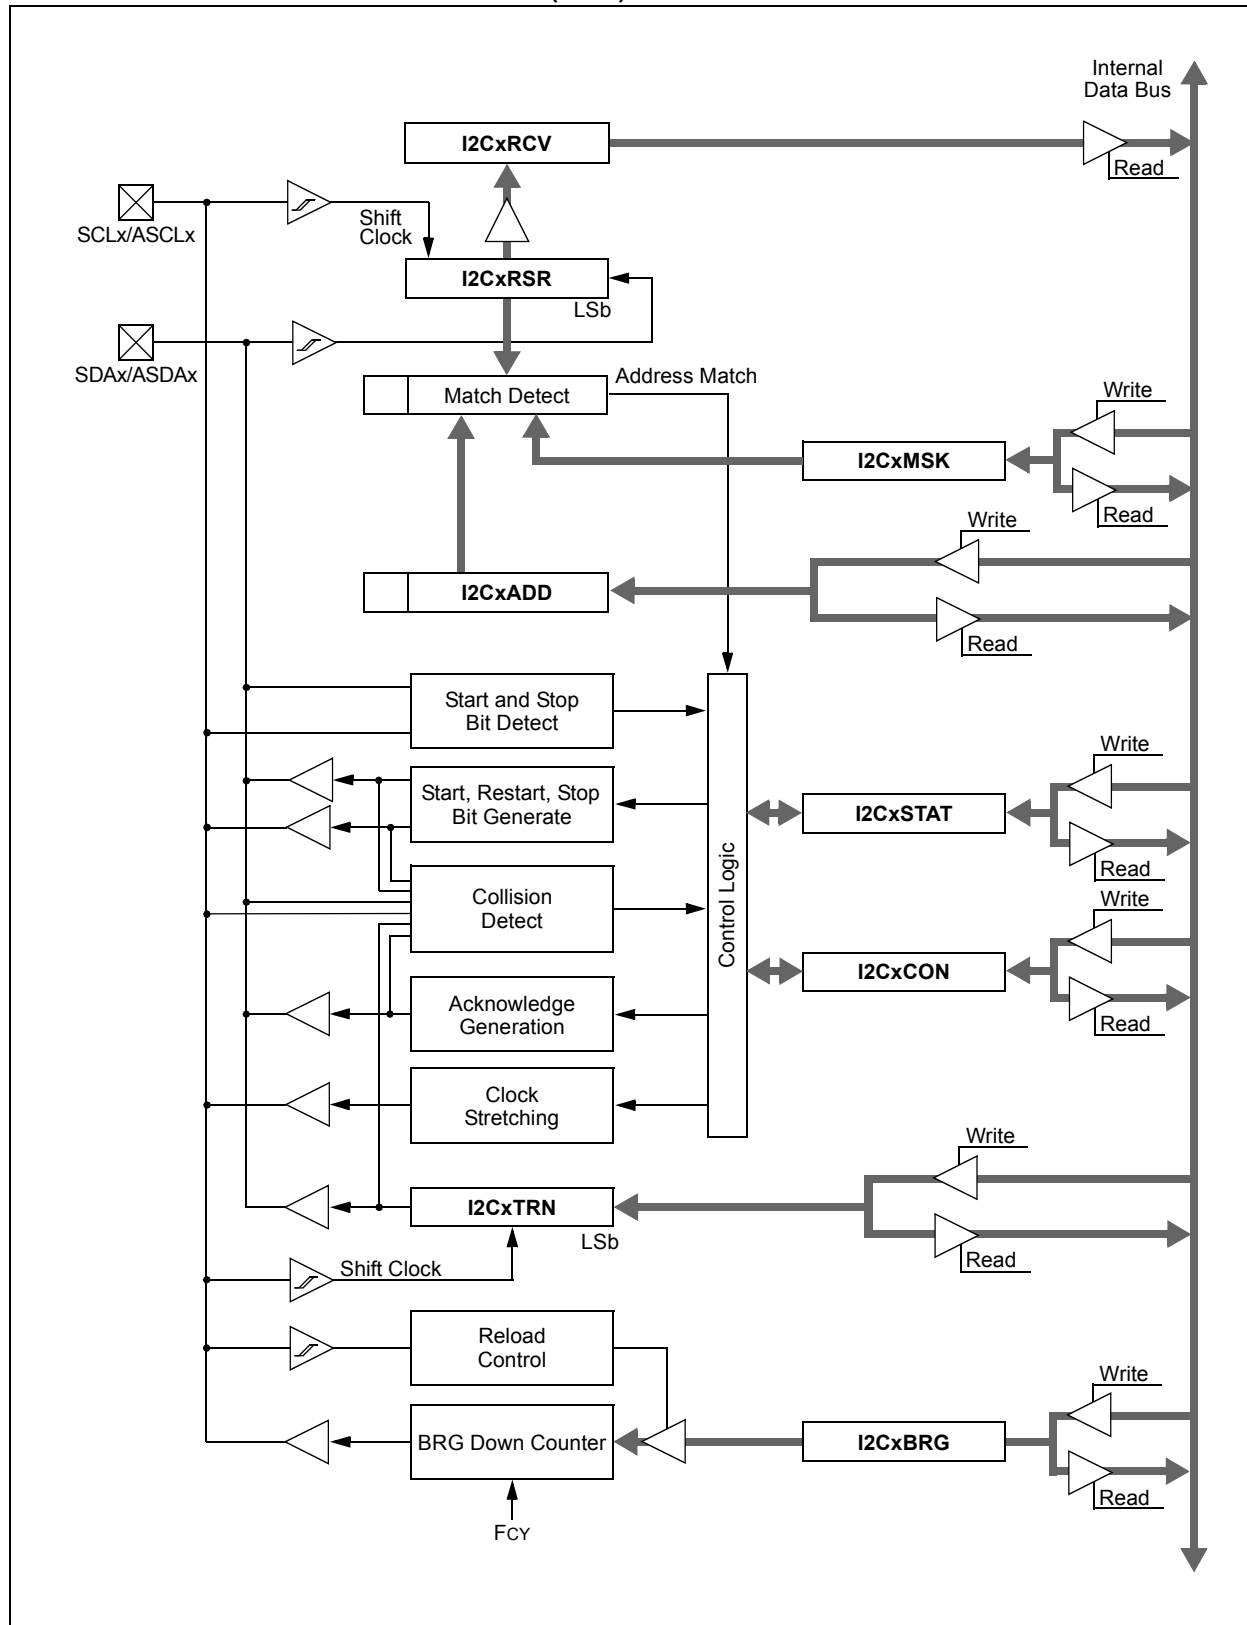 Internal
Data Bus
I2CxRCV
Read
SCLx/ASCLx
Shift
Clock
I2CxRSR
LSb
SDAx/ASDAx
Address Match
Match Detect
Write
I2CxMSK
Read
Write
I2CxADD
Read
Start and Stop
Bit Detect
Write
Start, Restart, Stop
Bit Generate
I2CxSTAT
Read
Control Logic
Collision
Detect
Write
I2CxCON
Read
Acknowledge
Generation
Clock
Stretching
Write
I2CxTRN
LSb
Read
Shift Clock
Reload
Control
Write
BRG Down Counter
I2CxBRG
Read
FCY